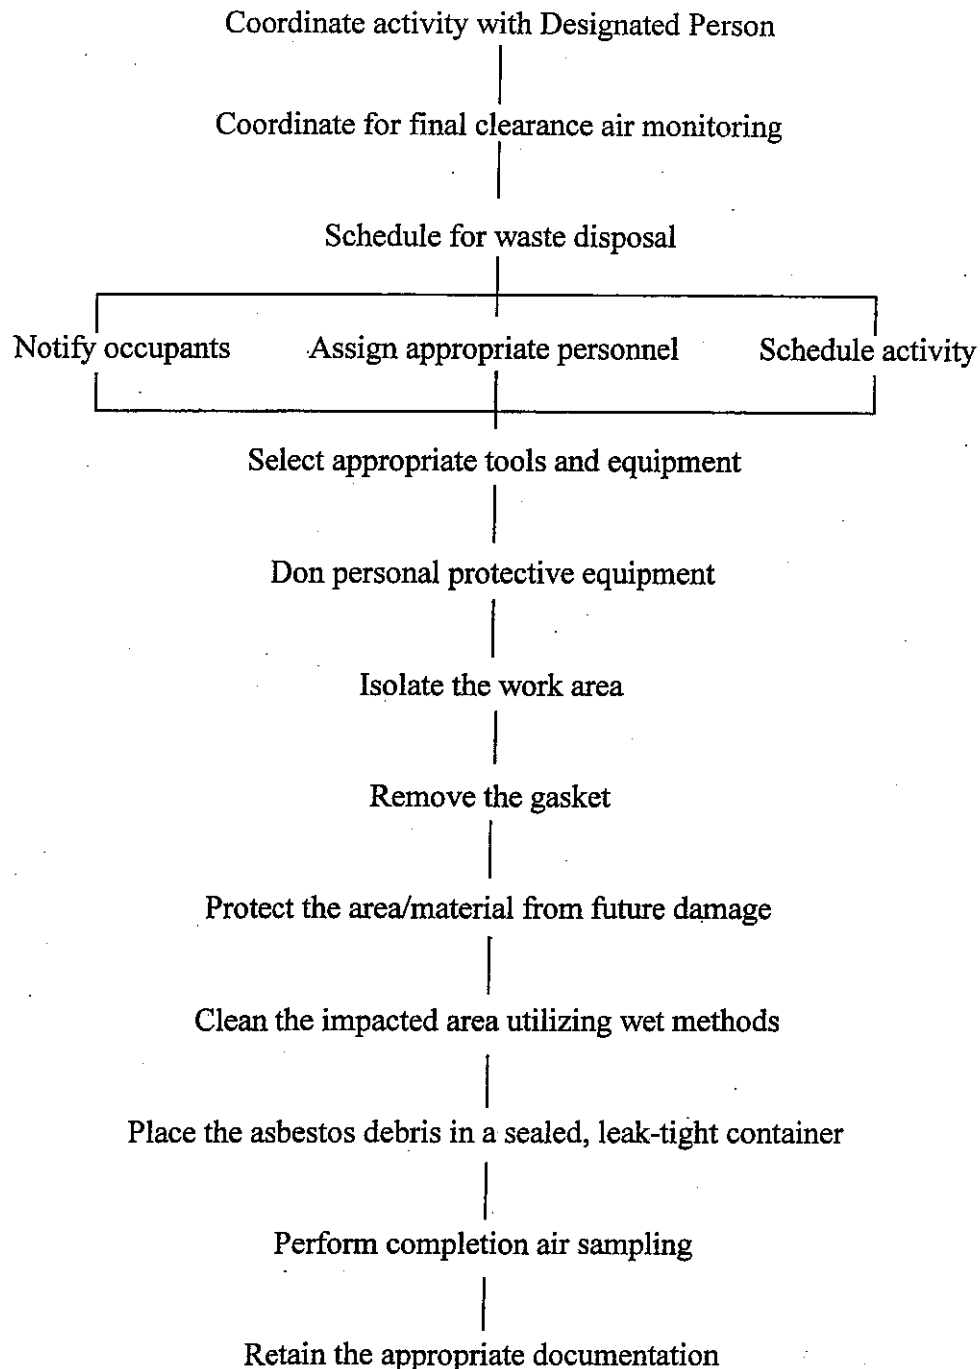 Coordinate activity with Designated Person
Coordinate for final clearance air monitoring
Schedule for waste disposal
Notify occupants
Assign appropriate personnel
Schedule activity
Select appropriate tools and equipment
Don personal protective equipment
Isolate the work area
Remove the gasket
Protect the area/material from future damage
Clean the impacted area utilizing wet methods
Place the asbestos debris in a sealed, leak-tight container
Perform completion air sampling
Retain the appropriate documentation